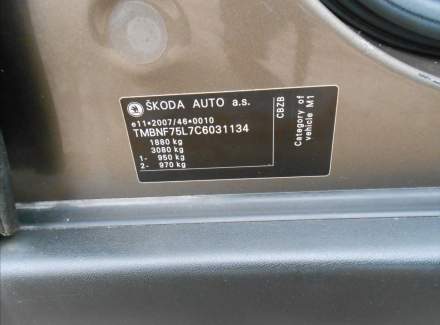 ŠKODA AUTO a.s.
e11*2007/46*0010
TMBNF75L7C6031134
1880 kg
3080 kg
1- 950 kg
2- 970 kg
CBZB
Category of
vehicle M1